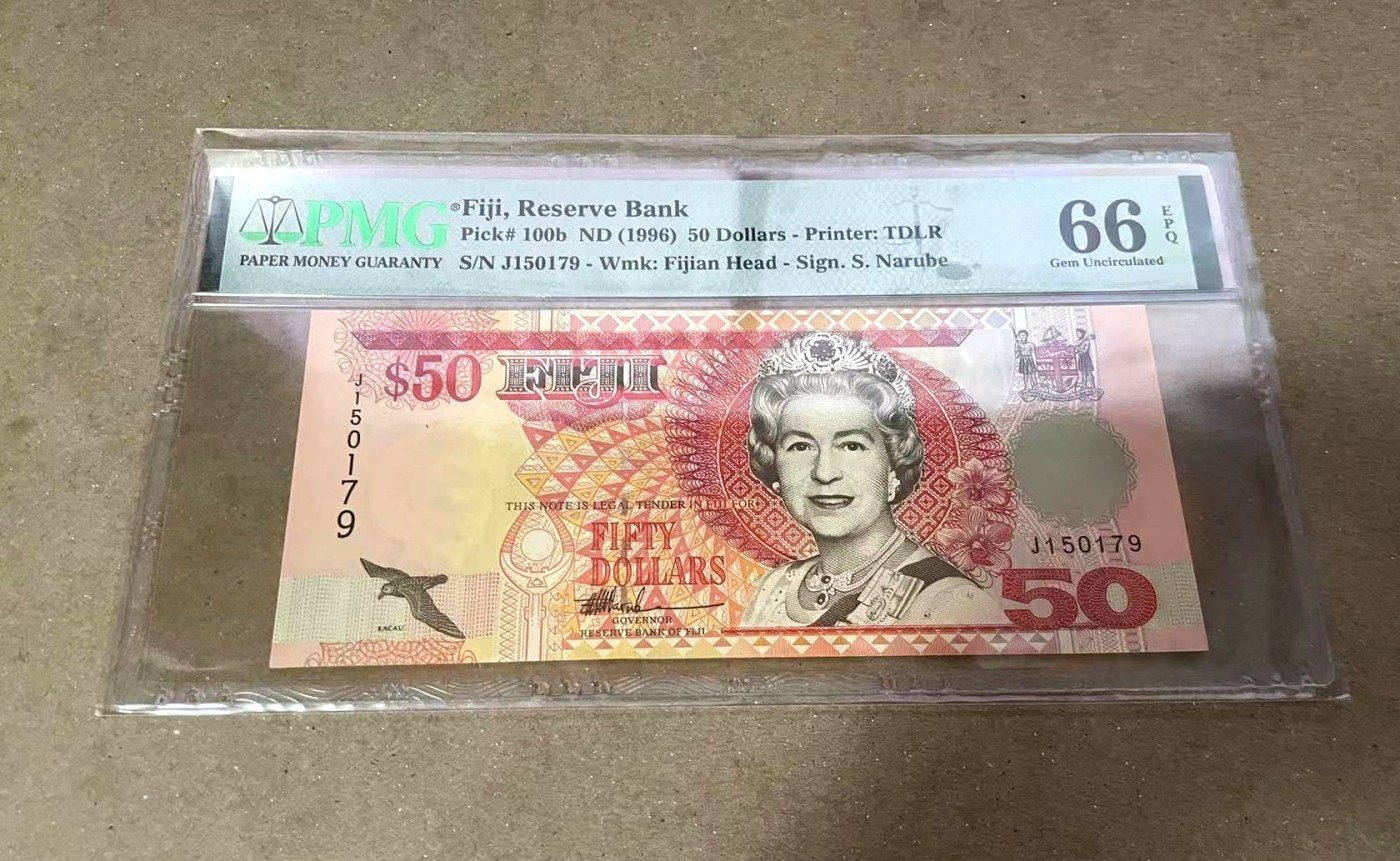 PMG®
PAPER MONEY GUARANTY
Fiji, Reserve Bank
Pick# 100b ND (1996) 50 Dollars - Printer: TDLR
S/N J150179 - Wmk: Fijian Head - Sign. S. Narube
66
EPQ
Gem Uncirculated
$50 FIJI
J150179
THIS NOTE IS LEGAL TENDER IN FIJI FOR
FIFTY
DOLLARS
GOVERNOR
RESERVE BANK OF FIJI
KACAU
J150179
50